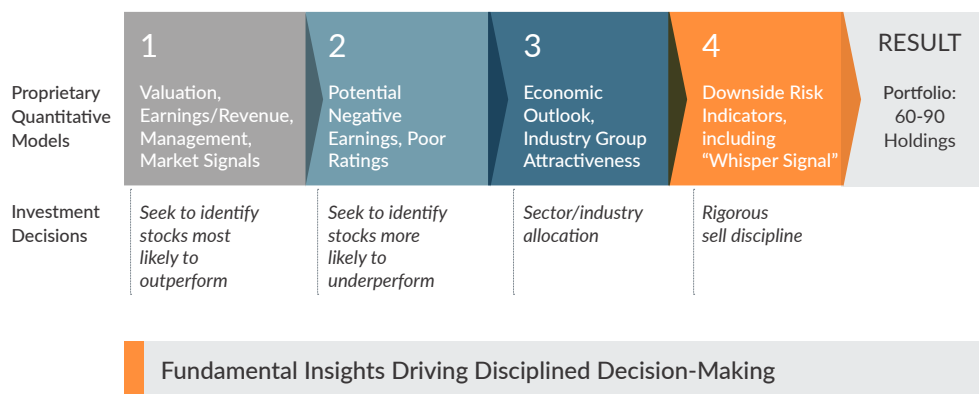 1
2
3
4
RESULT
Proprietary
Quantitative
Models
Valuation,
Earnings/Revenue,
Management,
Market Signals
Potential
Negative
Earnings, Poor
Ratings
Economic
Outlook,
Industry Group
Attractiveness
Downside Risk
Indicators,
including
“Whisper Signal”
Portfolio:
60-90
Holdings
Investment
Decisions
Seek to identify
stocks most
likely to
outperform
Seek to identify
stocks more
likely to
underperform
Sector/industry
allocation
Rigorous
sell discipline
Fundamental Insights Driving Disciplined Decision-Making